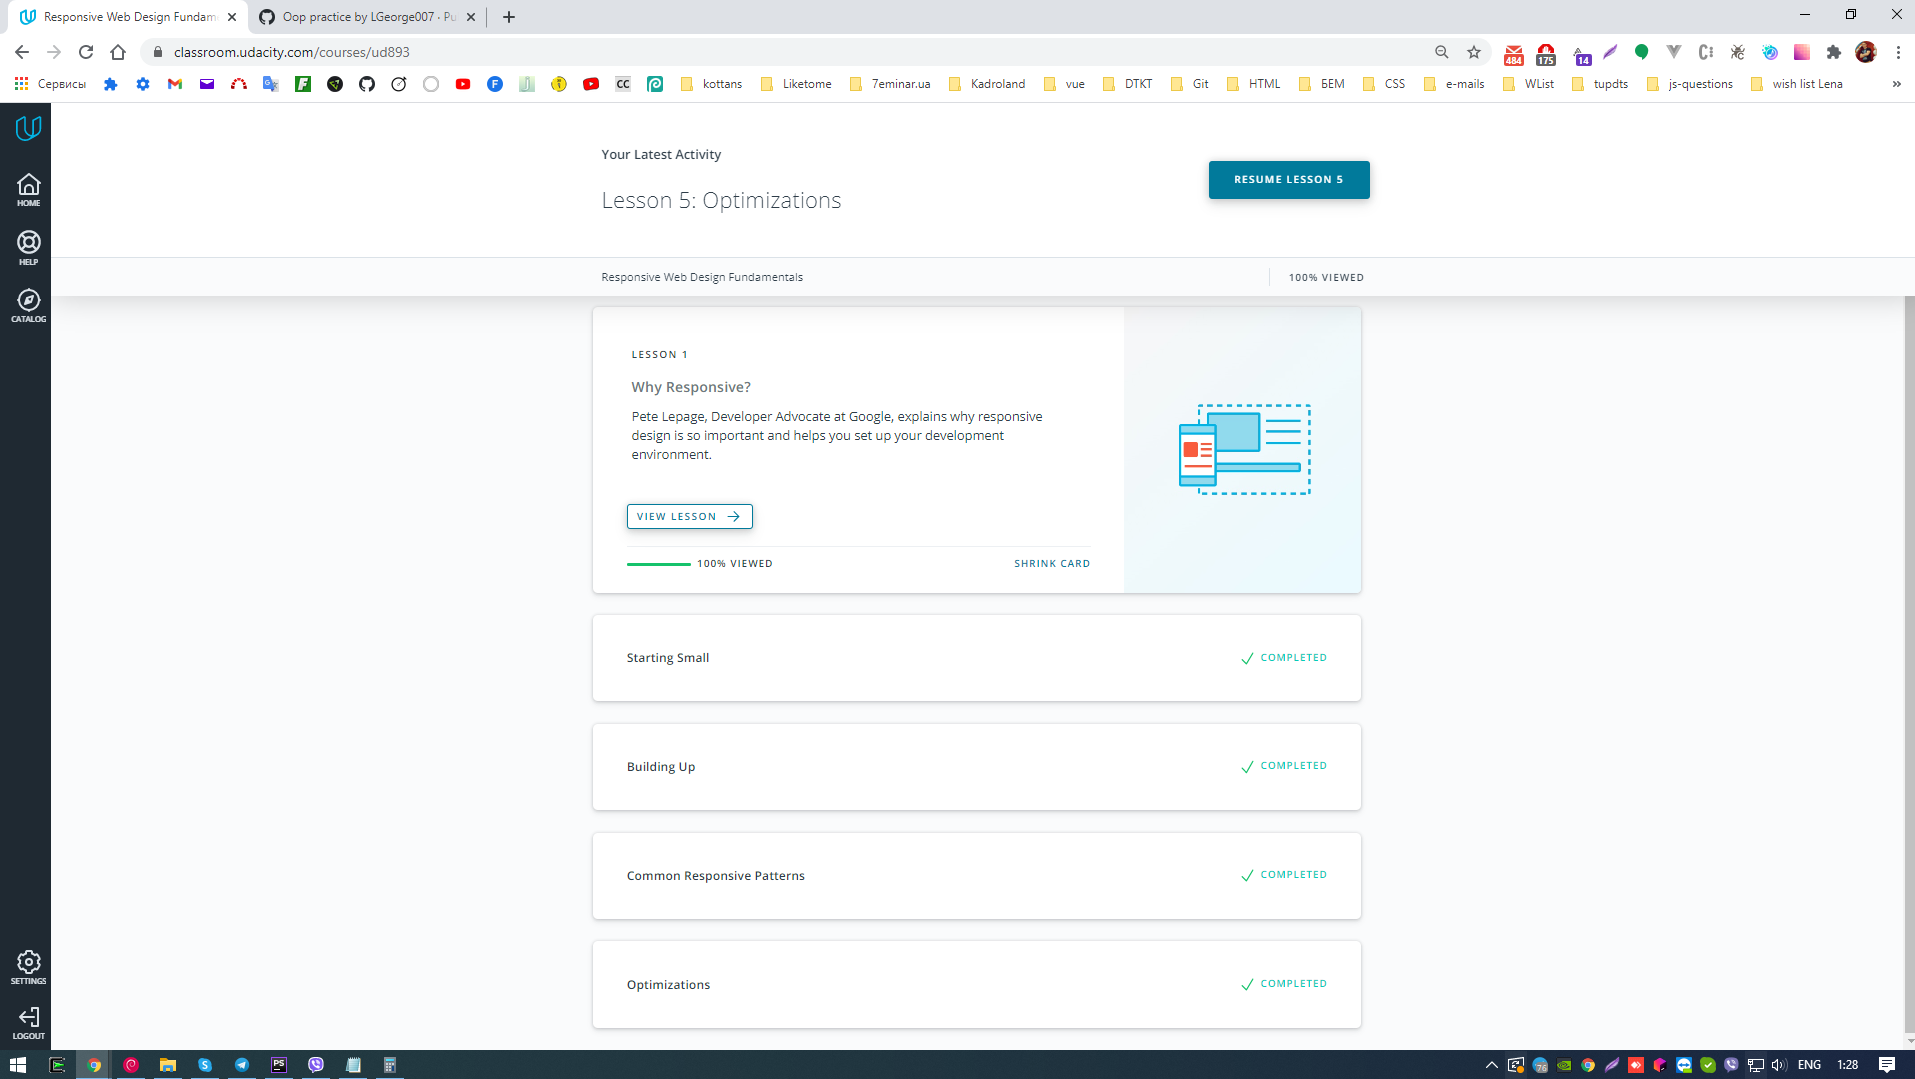 Responsive Web Design Fundam
Oop practice by LGeorge007 · Pu
classroom.udacity.com/courses/ud893
484
175
14
Сервисы
CC
kottans
Liketome
7eminar.ua
Kadroland
vue
DTKT
Git
HTML
БЕМ
CSS
e-mails
WList
tupdts
js-questions
wish list Lena
»
HOME
HELP
CATALOG
SETTINGS
LOGOUT
Your Latest Activity
Lesson 5: Optimizations
RESUME LESSON 5
Responsive Web Design Fundamentals
100% VIEWED
LESSON 1
Why Responsive?
Pete Lepage, Developer Advocate at Google, explains why responsive
design is so important and helps you set up your development
environment.
VIEW LESSON
100% VIEWED
SHRINK CARD
Starting Small
COMPLETED
Building Up
COMPLETED
Common Responsive Patterns
COMPLETED
Optimizations
COMPLETED
PS
76
ENG
1:28